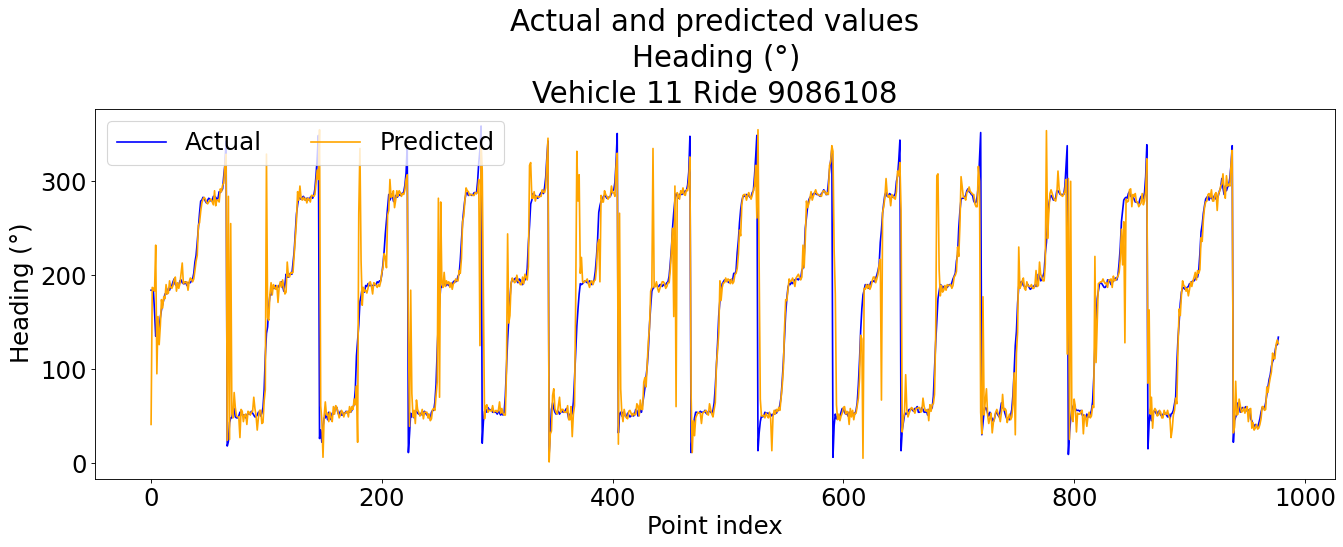 Actual and predicted values
Heading (°)
Vehicle 11 Ride 9086108
Actual Predicted
Heading (°)
300
200
100
0
0 200 400 600 800 1000
Point index